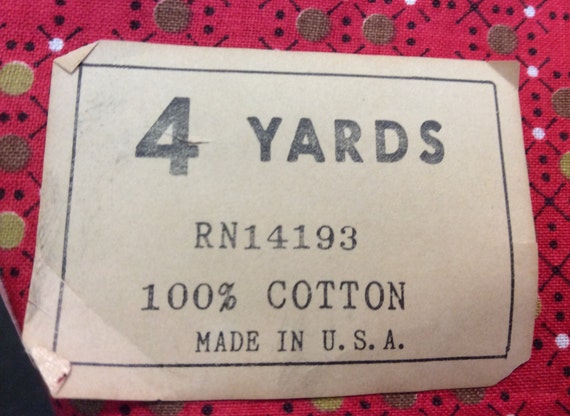 4 YARDS
RN14193
100% COTTON
MADE IN U.S.A.